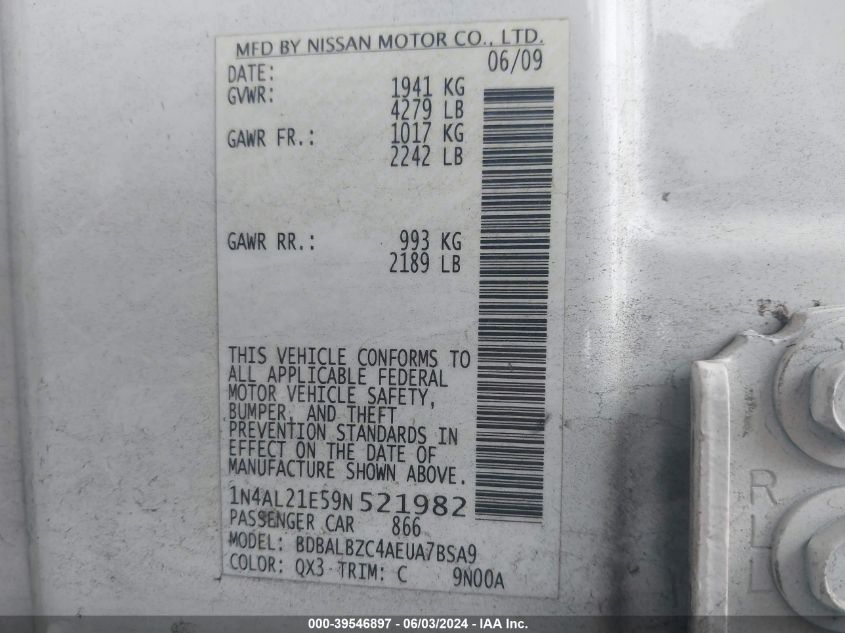 MFD BY NISSAN MOTOR CO., LTD.
DATE: 06/09
GVWR: 1941 KG
4279 LB
GAWR FR.: 1017 KG
2242 LB
GAWR RR.: 993 KG
2189 LB
THIS VEHICLE CONFORMS TO
ALL APPLICABLE FEDERAL
MOTOR VEHICLE SAFETY,
BUMPER, AND THEFT
PREVENTION STANDARDS IN
EFFECT ON THE DATE OF
MANUFACTURE SHOWN ABOVE.
1N4AL21E59N521982
PASSENGER CAR 866
MODEL: BDBALBZC4AEUA7BSA9
COLOR: QX3 TRIM: C 9N00A
R
L
000-39546897 - 06/03/2024 - IAA Inc.